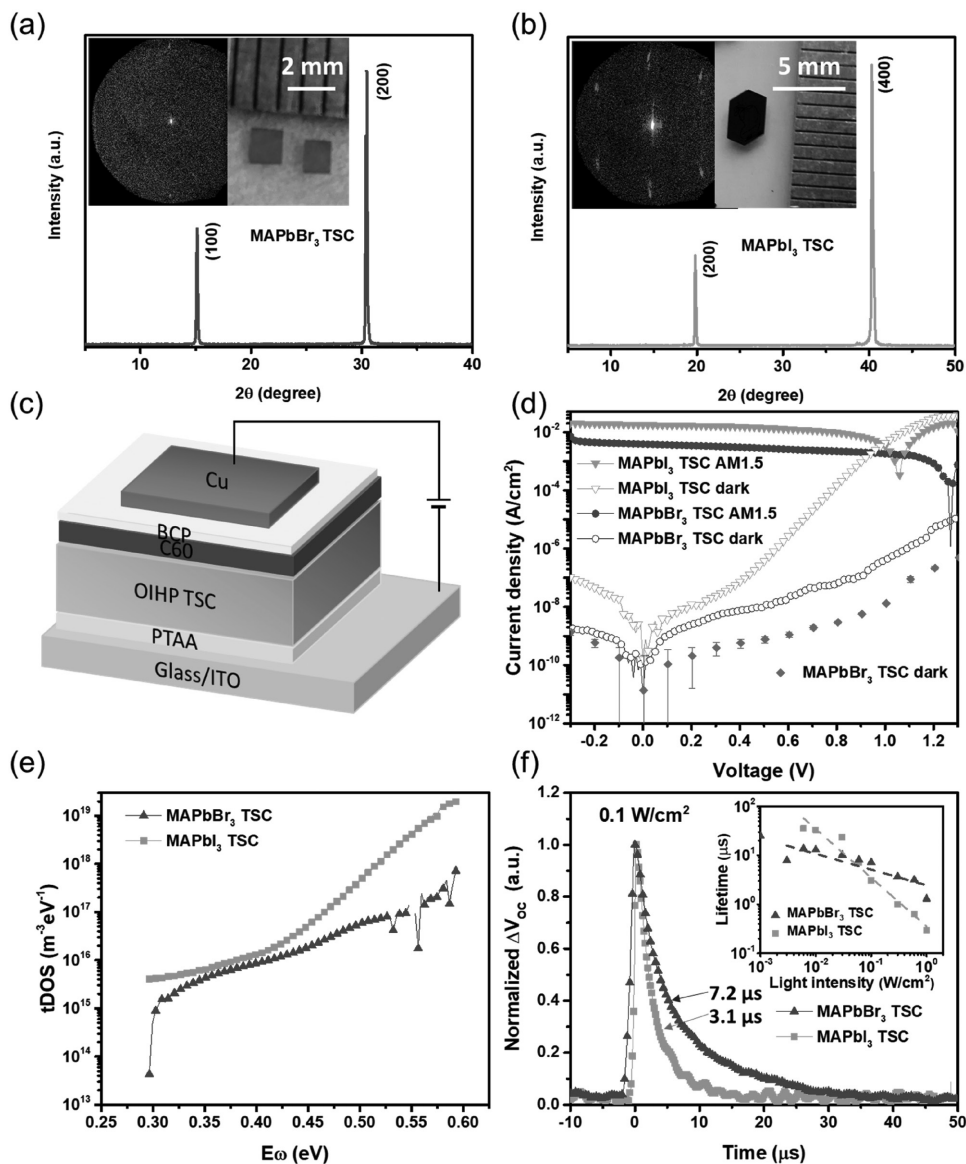 (a)
Intensity (a.u.)
2 mm
(100)
(200)
MAPbBr₃ TSC
10
20
30
40
2θ (degree)
(b)
Intensity (a.u.)
5 mm
(200)
(400)
MAPbI₃ TSC
10
20
30
40
50
2θ (degree)
(c)
Cu
BCP
C60
OIHP TSC
PTAA
Glass/ITO
(d)
Current density (A/cm²)
10⁻²
10⁻⁴
10⁻⁶
10⁻⁸
10⁻¹⁰
10⁻¹²
MAPbI₃ TSC AM1.5
MAPbI₃ TSC dark
MAPbBr₃ TSC AM1.5
MAPbBr₃ TSC dark
MAPbBr₃ TSC dark
-0.2 0.0 0.2 0.4 0.6 0.8 1.0 1.2
Voltage (V)
(e)
tDOS (m⁻³eV⁻¹)
10¹⁹
10¹⁸
10¹⁷
10¹⁶
10¹⁵
10¹⁴
10¹³
MAPbBr₃ TSC
MAPbI₃ TSC
0.25 0.30 0.35 0.40 0.45 0.50 0.55 0.60
Eω (eV)
(f)
Normalized ΔV_OC (a.u.)
1.2
1.0
0.8
0.6
0.4
0.2
0.0
0.1 W/cm²
Lifetime (μs)
10²
10¹
10⁰
10⁻¹
MAPbBr₃ TSC
MAPbI₃ TSC
10⁻³ 10⁻² 10⁻¹ 10⁰
Light Intensity (W/cm²)
7.2 μs
3.1 μs
MAPbBr₃ TSC
MAPbI₃ TSC
-10 0 10 20 30 40 50
Time (μs)